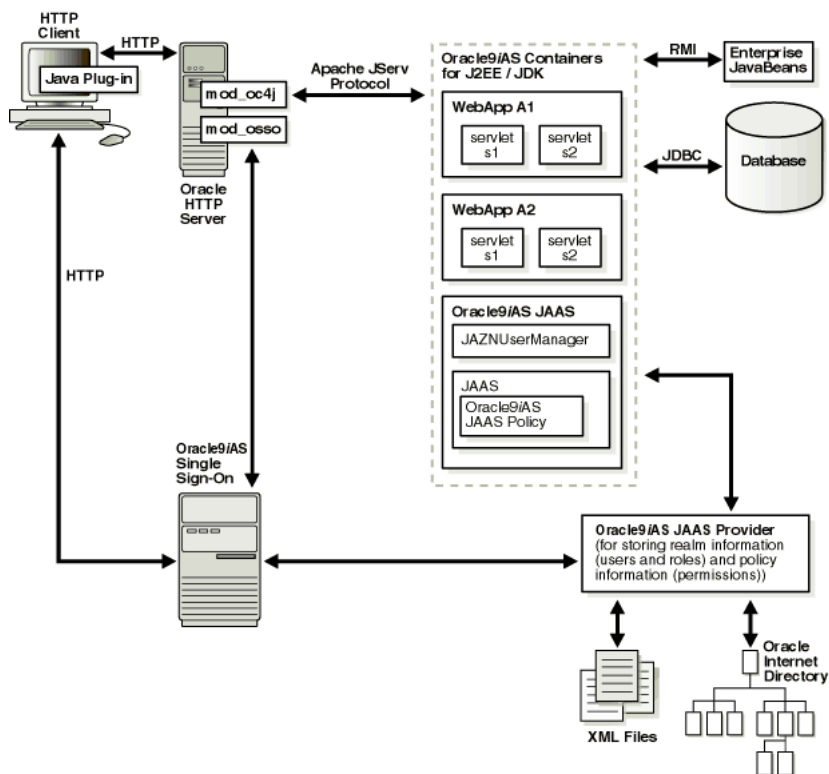 HTTP
Client
Java Plug-in
HTTP
mod_oc4j
mod_osso
Oracle
HTTP
Server
Apache JServ
Protocol
Oracle9iAS Containers
for J2EE / JDK
WebApp A1
servlet
s1
servlet
s2
WebApp A2
servlet
s1
servlet
s2
Oracle9iAS JAAS
JAZNUserManager
JAAS
Oracle9iAS
JAAS Policy
RMI
Enterprise
JavaBeans
JDBC
Database
HTTP
Oracle9iAS
Single
Sign-On
Oracle9iAS JAAS Provider
(for storing realm information
(users and roles) and policy
information (permissions))
XML Files
Oracle
Internet
Directory